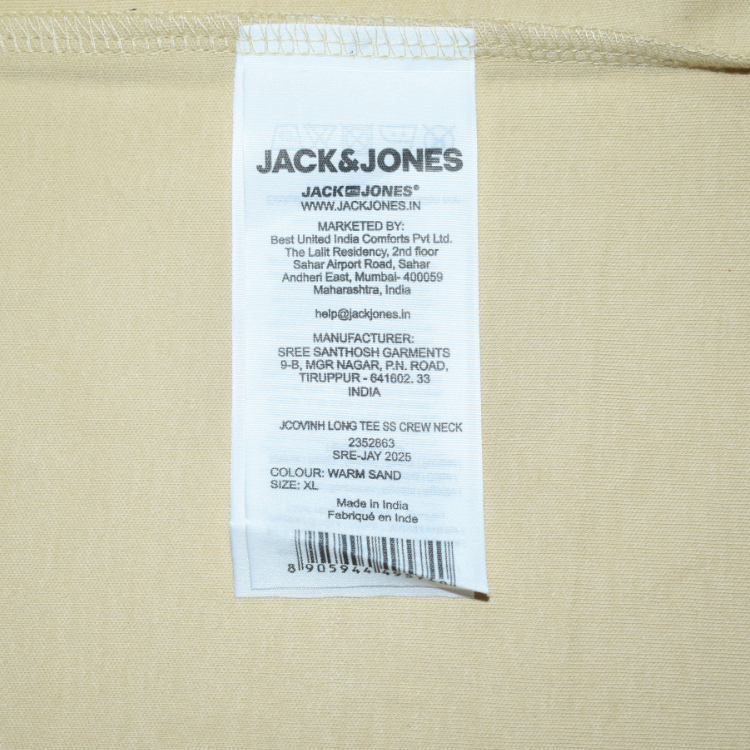 JACK&JONES
JACK AND JONES®
WWW.JACKJONES.IN
MARKETED BY:
Best United India Comforts Pvt Ltd.
The Lalit Residency, 2nd floor
Sahar Airport Road, Sahar
Andheri East, Mumbai- 400059
Maharashtra, India
help@jackjones.in
MANUFACTURER:
SREE SANTHOSH GARMENTS
9-B, MGR NAGAR, P.N. ROAD,
TIRUPPUR - 641602. 33
INDIA
JCOVINH LONG TEE SS CREW NECK
2352863
SRE-JAY 2025
COLOUR: WARM SAND
SIZE: XL
Made in India
Fabriqué en Inde
8 905944